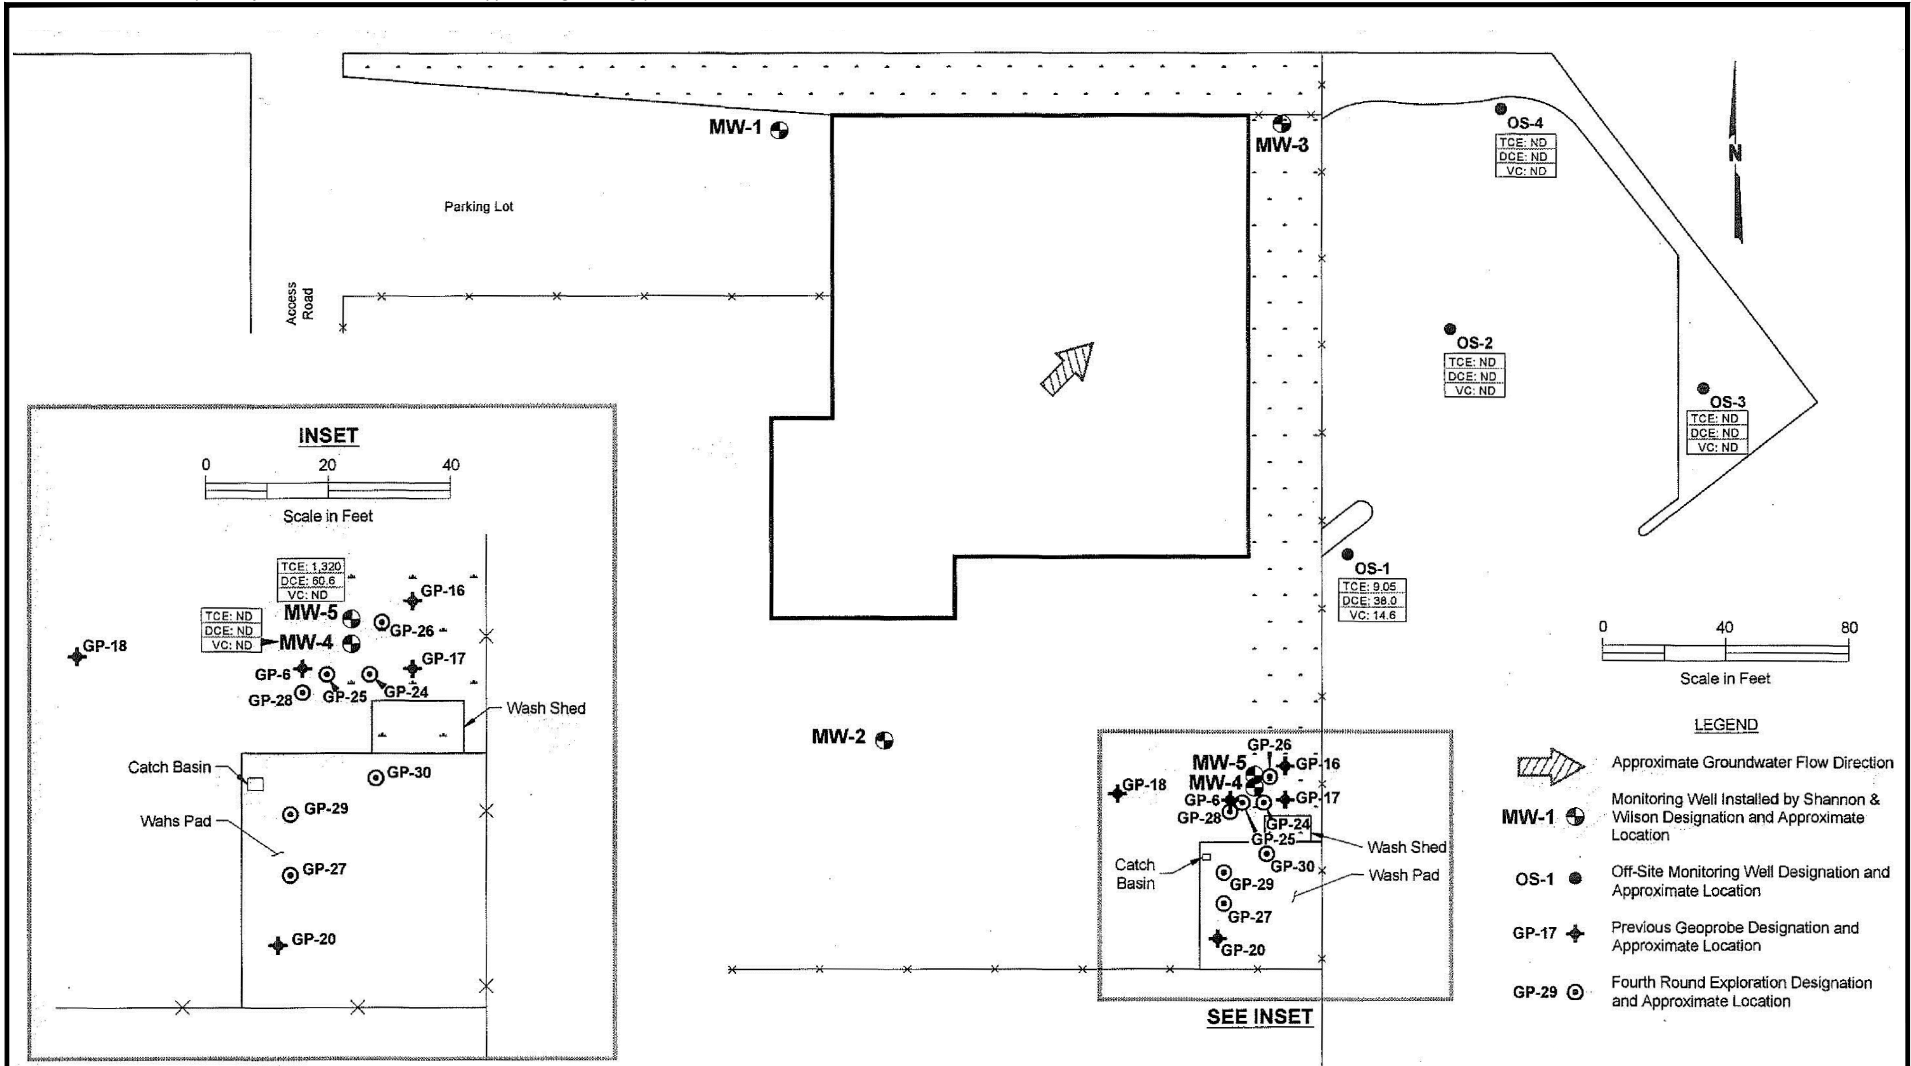 MW-1
MW-3
OS-4
TCE: ND
DCE: ND
VC: ND
N
Parking Lot
Access
Road
OS-2
TCE: ND
DCE: ND
VC: ND
OS-3
TCE: ND
DCE: ND
VC: ND
INSET
0 20 40
Scale in Feet
TCE: 1,320
DCE: 60.6
VC: ND
GP-16
MW-5
GP-26
TCE: ND
DCE: ND
VC: ND
MW-4
GP-18
GP-6
GP-17
GP-28
GP-25
GP-24
Wash Shed
Catch Basin
GP-30
GP-29
Wahs Pad
GP-27
GP-20
OS-1
TCE: 9.05
DCE: 38.0
VC: 14.6
0 40 80
Scale in Feet
MW-2
GP-26
MW-5
GP-16
MW-4
GP-18
GP-6
GP-17
GP-28
GP-24
GP-25
Wash Shed
GP-30
Catch
Basin
Wash Pad
GP-29
GP-27
GP-20
SEE INSET
LEGEND
Approximate Groundwater Flow Direction
MW-1
Monitoring Well Installed by Shannon &
Wilson Designation and Approximate
Location
OS-1
Off-Site Monitoring Well Designation and
Approximate Location
GP-17
Previous Geoprobe Designation and
Approximate Location
GP-29
Fourth Round Exploration Designation
and Approximate Location